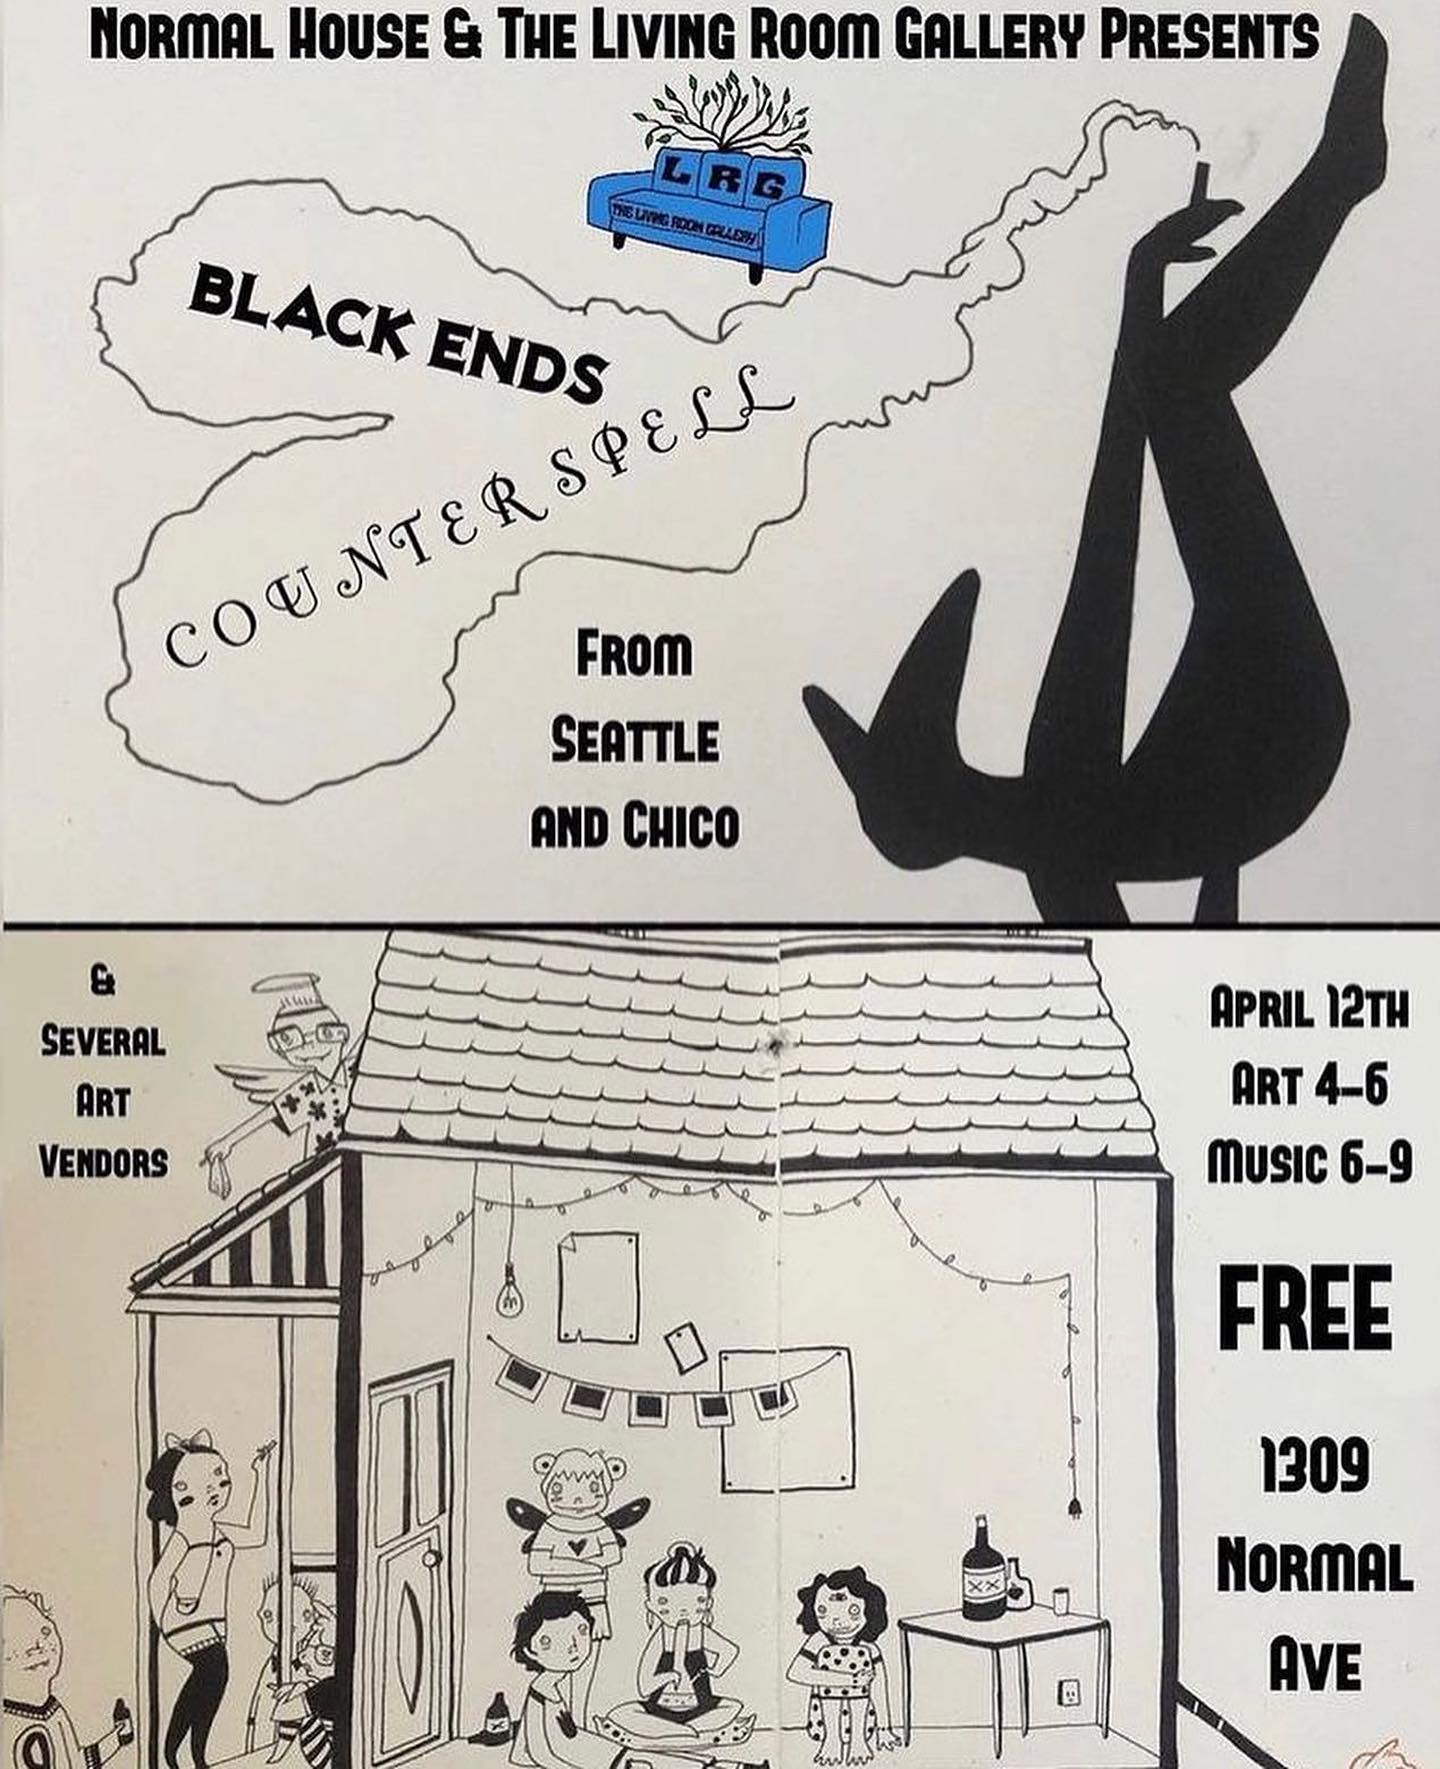 NORMAL HOUSE & THE LIVING ROOM GALLERY PRESENTS
LRG
THE LIVING ROOM GALLERY
BLACK ENDS
COUNTERSPELL
FROM
SEATTLE
AND CHICO
&
SEVERAL
ART
VENDORS
APRIL 12TH
ART 4-6
MUSIC 6-9
FREE
1309
NORMAL
AVE
XX